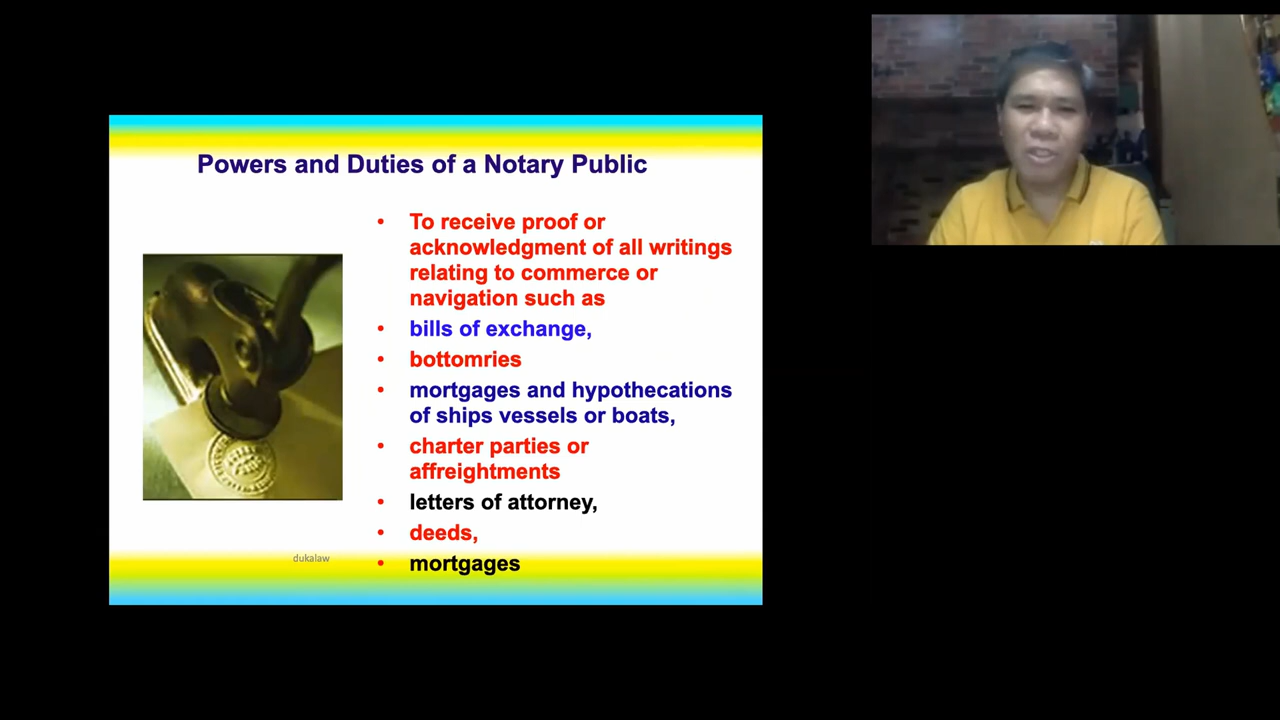 Powers and Duties of a Notary Public
• To receive proof or
acknowledgment of all writings
relating to commerce or
navigation such as
• bills of exchange,
• bottomries
• mortgages and hypothecations
of ships vessels or boats,
• charter parties or
affreightments
• letters of attorney,
• deeds,
• mortgages
dukalaw